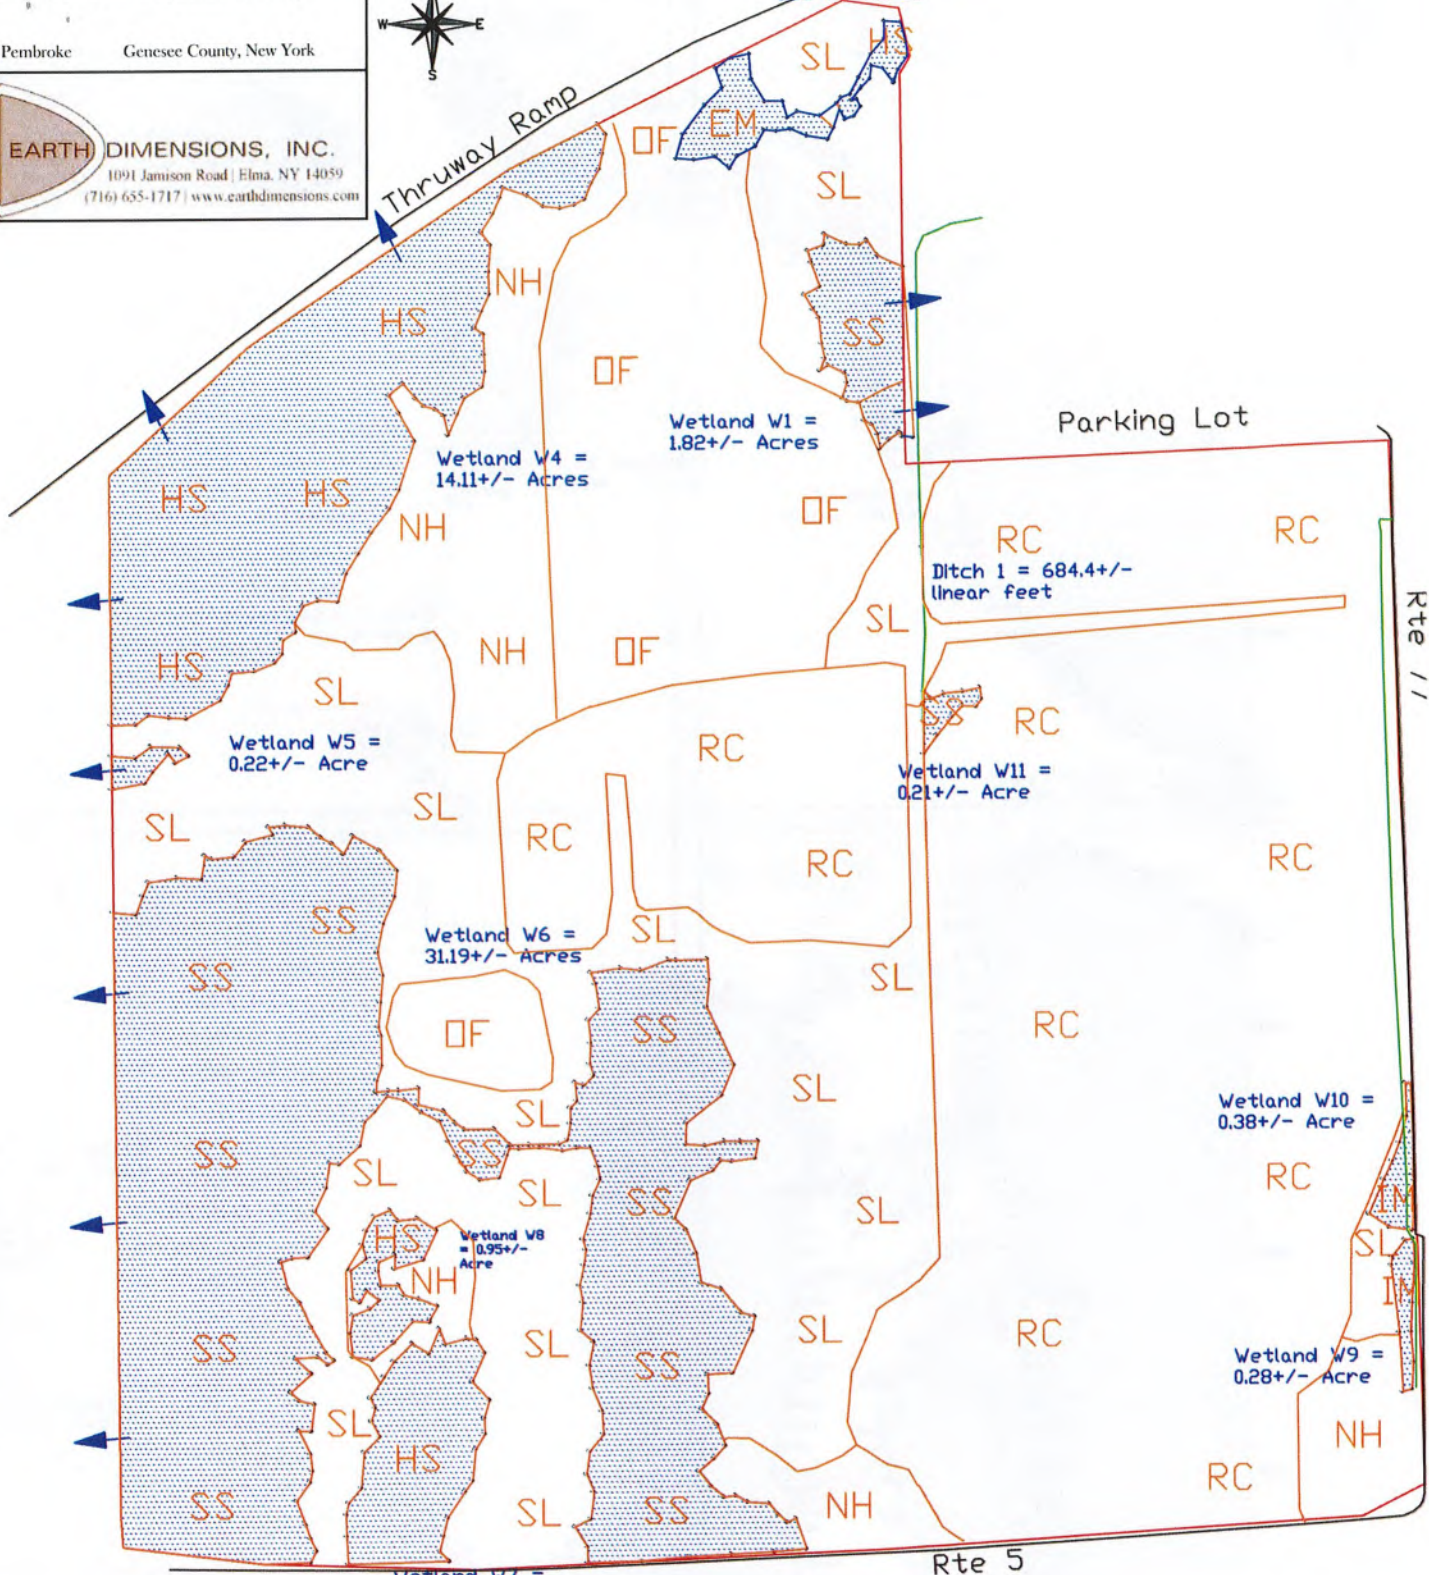 Pembroke Genesee County, New York
EARTH DIMENSIONS, INC.
1091 Jamison Road | Elma, NY 14059
(716) 655-1717 | www.earthdimensions.com
W E
S
Thruway Ramp
SL
HS
EM
OF
SL
NH
HS
SS
OF
Parking Lot
Wetland W1 =
1.82+/- Acres
Wetland W4 =
14.11+/- Acres
HS
HS
NH
OF
RC
RC
Ditch 1 = 684.4+/-
linear feet
Rte 77
SL
NH
OF
HS
SL
SS
RC
RC
Wetland W5 =
0.22+/- Acre
Wetland W11 =
0.21+/- Acre
SL
SL
RC
RC
RC
SS
SL
Wetland W6 =
31.19+/- Acres
SS
SL
OF
SS
RC
SL
SL
Wetland W10 =
0.38+/- Acre
SS
SS
SL
RC
SL
SS
SL
IM
HS
Wetland W8
= 0.95+/-
Acre
SL
NH
IM
SS
SL
SS
SL
RC
Wetland W9 =
0.28+/- Acre
SL
NH
HS
RC
SS
SL
SS
NH
Rte 5